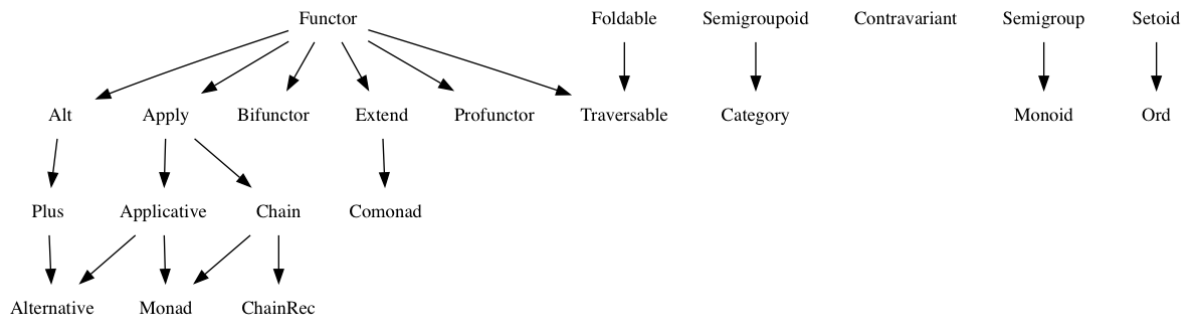 Functor Foldable Semigroupoid Contravariant Semigroup Setoid
Alt Apply Bifunctor Extend Profunctor Traversable Category Monoid Ord
Plus Applicative Chain Comonad
Alternative Monad ChainRec